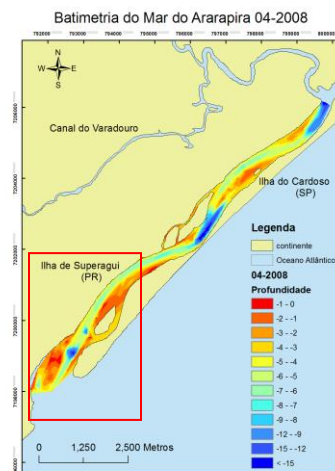 Batimetria do Mar do Ararapira 04-2008
N
W E
S
Canal do Varadouro
Ilha do Cardoso
(SP)
Ilha de Superagui
(PR)
Legenda
continente
Oceano Atlântico
04-2008
Profundidade
-1 - 0
-2 - -1
-3 - -2
-4 - -3
-5 - -4
-6 - -5
-7 - -6
-8 - -7
-9 - -8
-12 - -9
-15 - -12
< -15
0 1,250 2,500 Metros